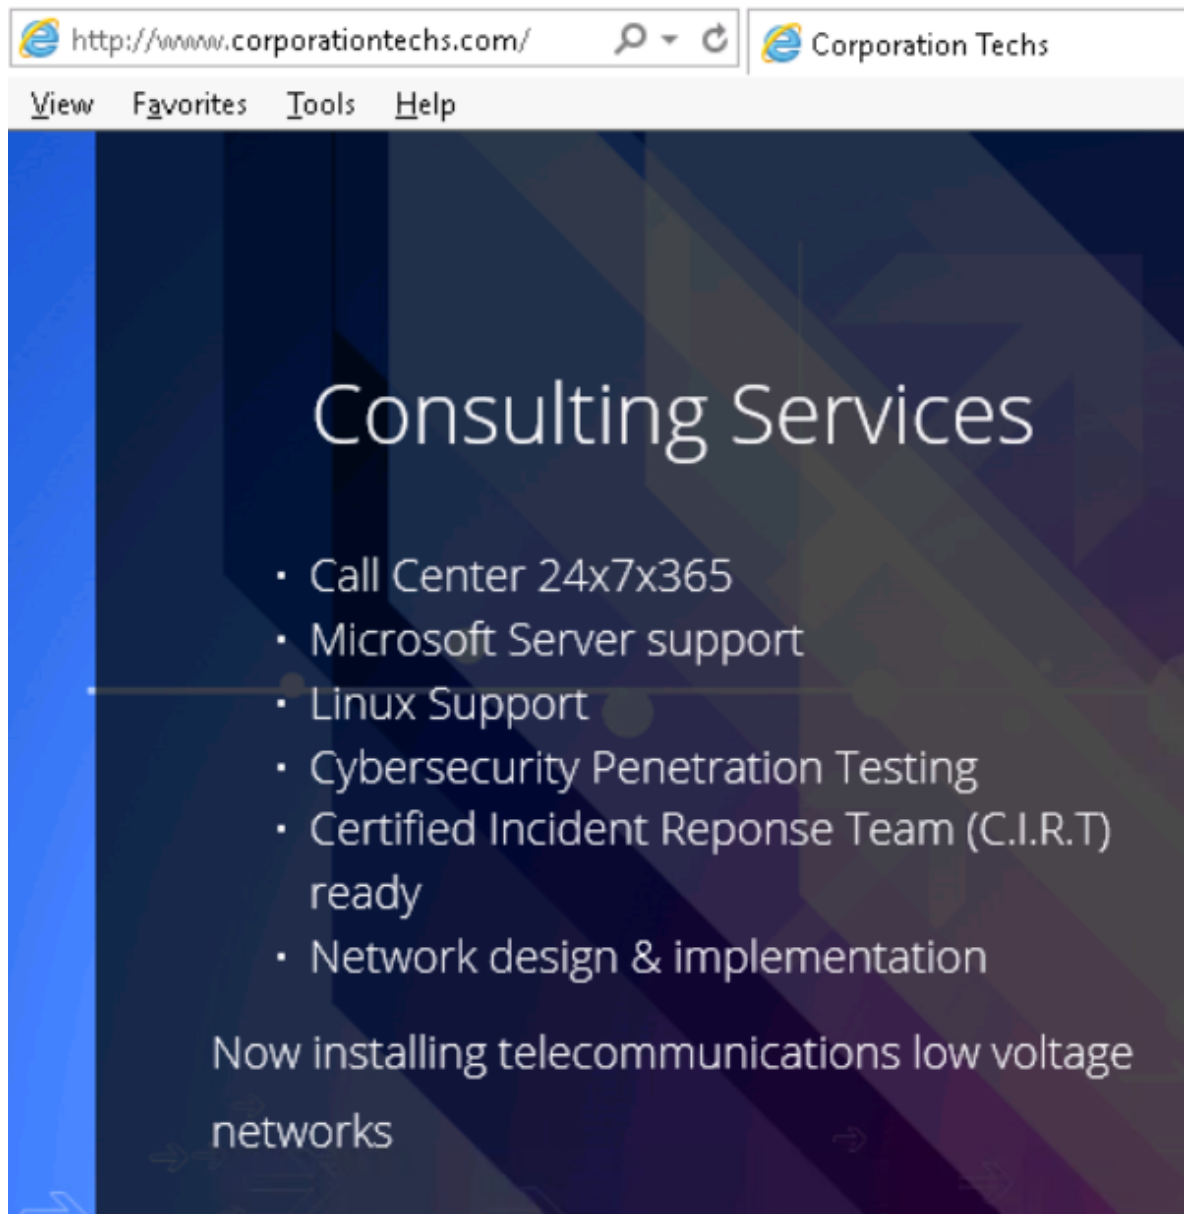 http://www.corporationtechs.com/
Corporation Techs
View Favorites Tools Help
Consulting Services
· Call Center 24x7x365
· Microsoft Server support
· Linux Support
· Cybersecurity Penetration Testing
· Certified Incident Reponse Team (C.I.R.T)
ready
· Network design & implementation
Now installing telecommunications low voltage
networks